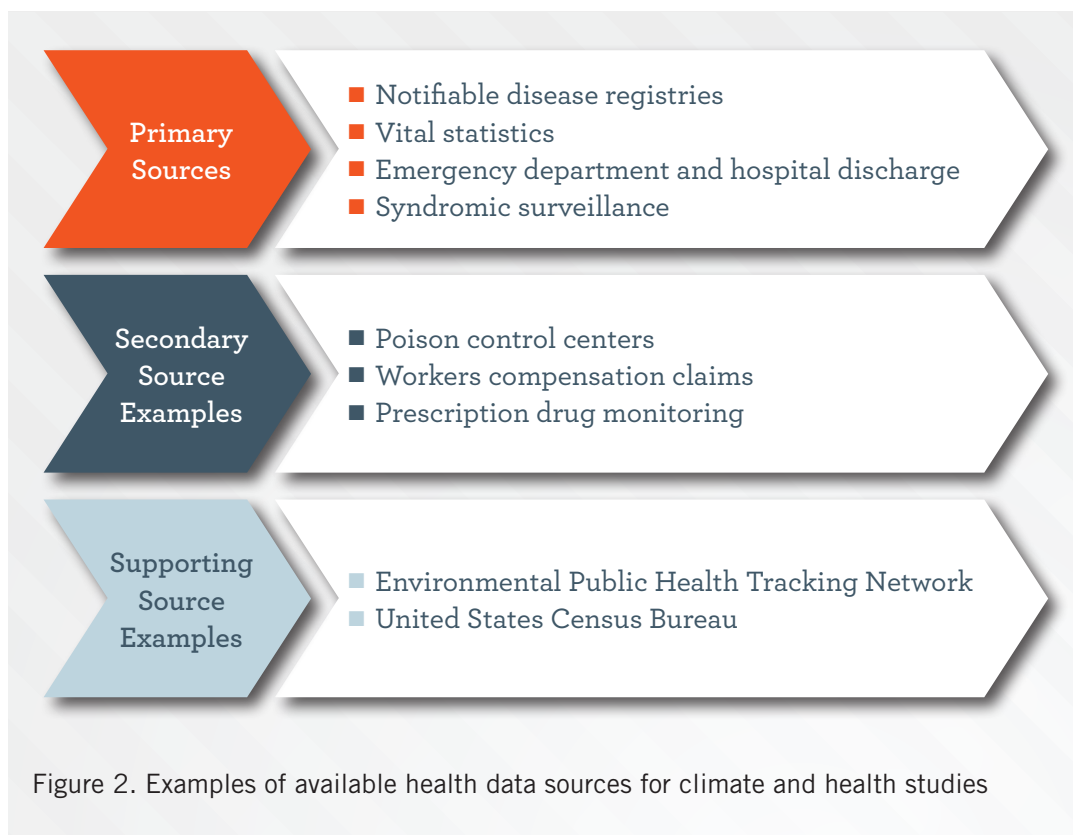 Primary
Sources
Notifiable disease registries
Vital statistics
Emergency department and hospital discharge
Syndromic surveillance
Secondary
Source
Examples
Poison control centers
Workers compensation claims
Prescription drug monitoring
Supporting
Source
Examples
Environmental Public Health Tracking Network
United States Census Bureau
Figure 2. Examples of available health data sources for climate and health studies